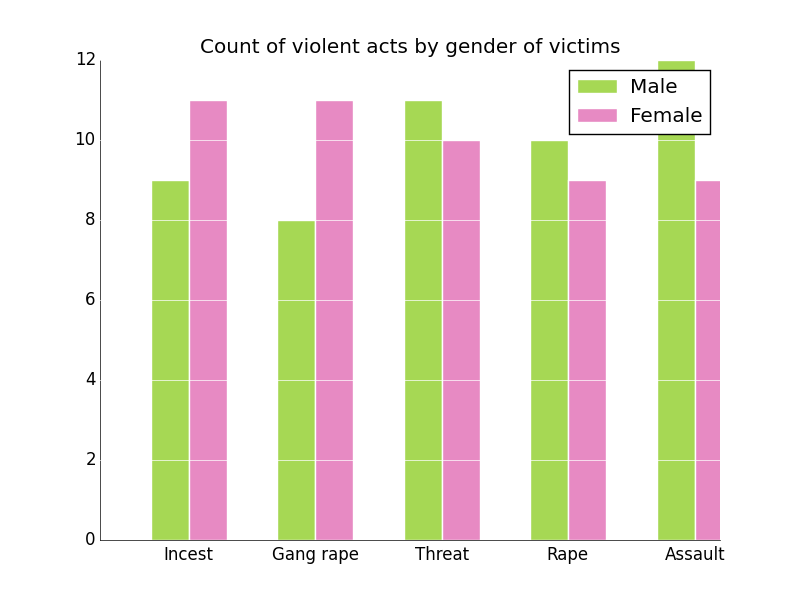 Count of violent acts by gender of victims
12
10
8
6
4
2
0
Male
Female
Incest Gang rape Threat Rape Assault